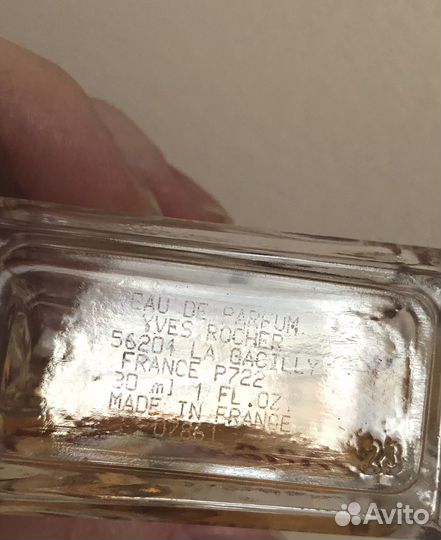 EAU DE PARFUM
YVES ROCHER
56201 LA GACILLY
FRANCE P722
30 ml 1 FL.OZ.
MADE IN FRANCE
Avito